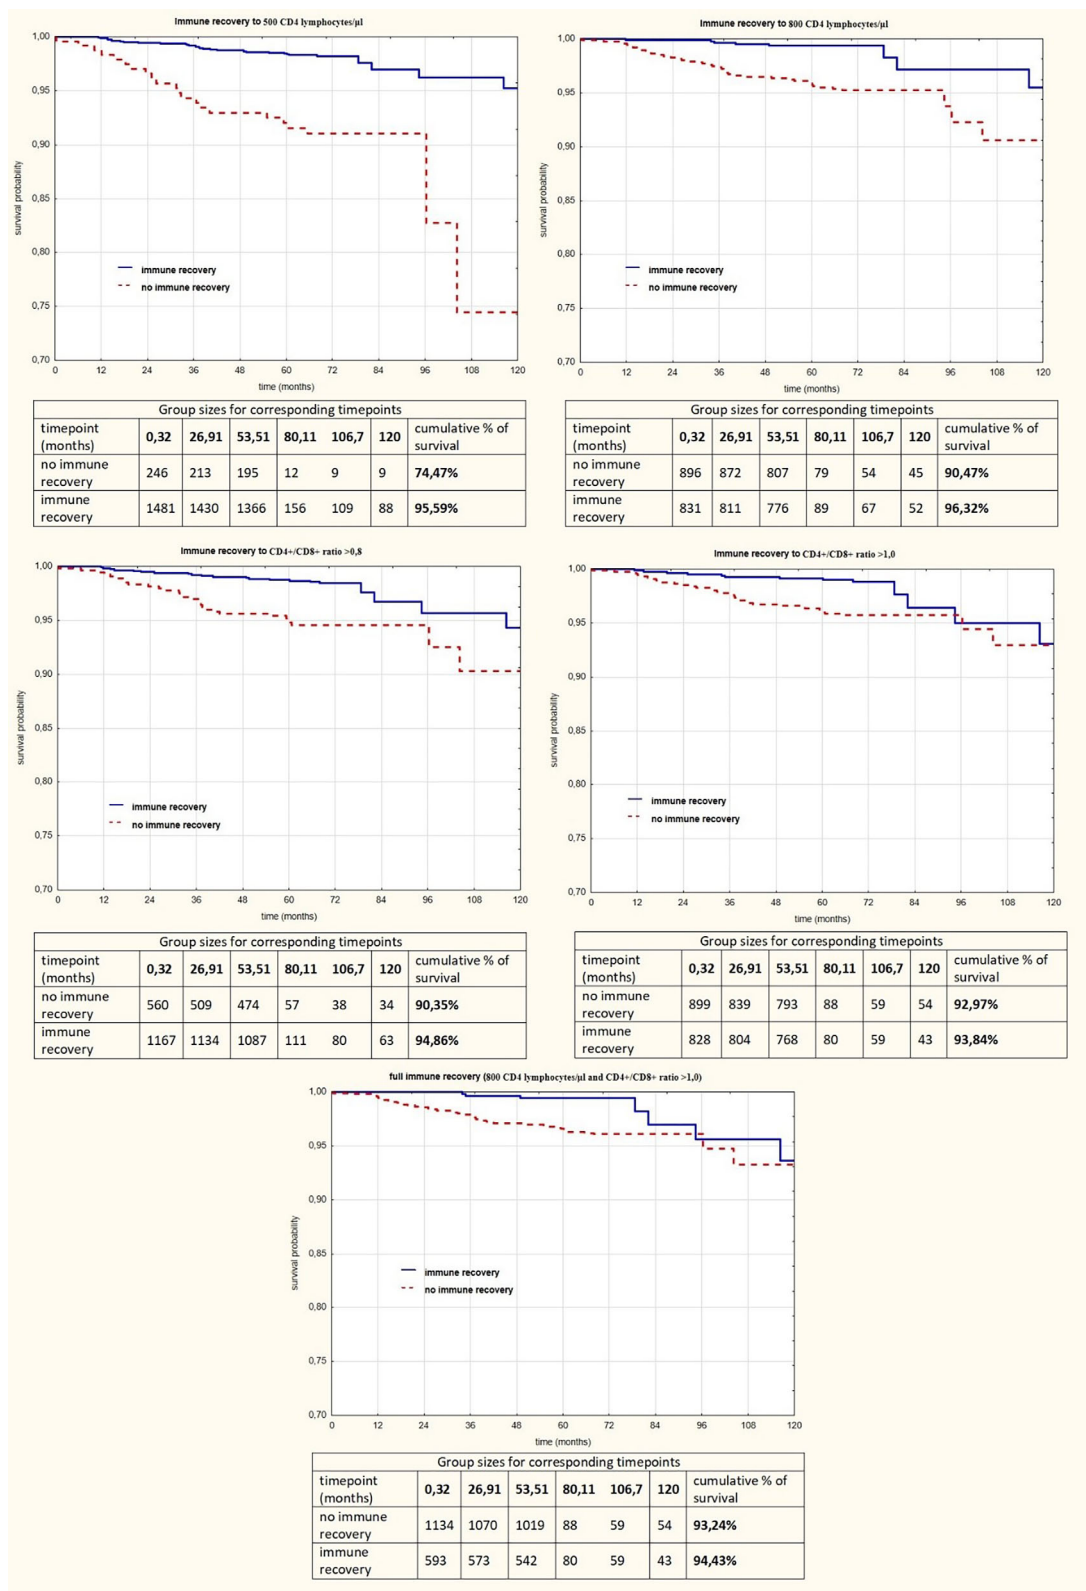 Immune recovery to 500 CD4 lymphocytes/µl
1,00
0,95
0,90
0,85
0,80
0,75
0,70
survival probability
immune recovery
no immune recovery
0 12 24 36 48 60 72 84 96 108 120
time (months)
Group sizes for corresponding timepoints
timepoint (months) 0,32 26,91 53,51 80,11 106,7 120 cumulative % of survival
no immune recovery 246 213 195 12 9 9 74,47%
immune recovery 1481 1430 1366 156 109 88 95,59%
Immune recovery to 800 CD4 lymphocytes/µl
1,00
0,95
0,90
0,85
0,80
0,75
0,70
survival probability
immune recovery
no immune recovery
0 12 24 36 48 60 72 84 96 108 120
time (months)
Group sizes for corresponding timepoints
timepoint (months) 0,32 26,91 53,51 80,11 106,7 120 cumulative % of survival
no immune recovery 896 872 807 79 54 45 90,47%
immune recovery 831 811 776 89 67 52 96,32%
Immune recovery to CD4+/CD8+ ratio >0,8
1,00
0,95
0,90
0,85
0,80
0,75
0,70
survival probability
immune recovery
no immune recovery
0 12 24 36 48 60 72 84 96 108 120
time (months)
Group sizes for corresponding timepoints
timepoint (months) 0,32 26,91 53,51 80,11 106,7 120 cumulative % of survival
no immune recovery 560 509 474 57 38 34 90,35%
immune recovery 1167 1134 1087 111 80 63 94,86%
Immune recovery to CD4+/CD8+ ratio >1,0
1,00
0,95
0,90
0,85
0,80
0,75
0,70
survival probability
immune recovery
no immune recovery
0 12 24 36 48 60 72 84 96 108 120
time (months)
Group sizes for corresponding timepoints
timepoint (months) 0,32 26,91 53,51 80,11 106,7 120 cumulative % of survival
no immune recovery 899 839 793 88 59 54 92,97%
immune recovery 828 804 768 80 59 43 93,84%
full immune recovery (800 CD4 lymphocytes/µl and CD4+/CD8+ ratio >1,0)
1,00
0,95
0,90
0,85
0,80
0,75
0,70
survival probability
immune recovery
no immune recovery
0 12 24 36 48 60 72 84 96 108 120
time (months)
Group sizes for corresponding timepoints
timepoint (months) 0,32 26,91 53,51 80,11 106,7 120 cumulative % of survival
no immune recovery 1134 1070 1019 88 59 54 93,24%
immune recovery 593 573 542 80 59 43 94,43%